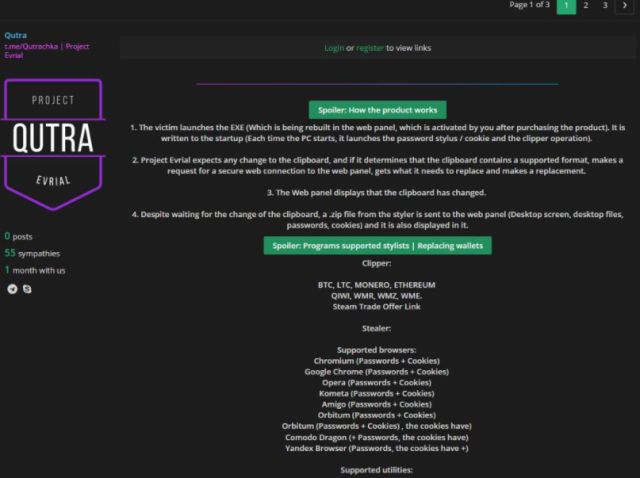 Page 1 of 3 1 2 3 >
Qutra
t.me/Qutrachka | Project
Evrial
Login or register to view links
PROJECT
QUTRA
EVRIAL
0 posts
55 sympathies
1 month with us
Spoiler: How the product works
1. The victim launches the EXE (Which is being rebuilt in the web panel, which is activated by you after purchasing the product). It is
written to the startup (Each time the PC starts, it launches the password stylus / cookie and the clipper operation).
2. Project Evrial expects any change to the clipboard, and if it determines that the clipboard contains a supported format, makes a
request for a secure web connection to the web panel, gets what it needs to replace and makes a replacement.
3. The Web panel displays that the clipboard has changed.
4. Despite waiting for the change of the clipboard, a .zip file from the styler is sent to the web panel (Desktop screen, desktop files,
passwords, cookies) and it is also displayed in it.
Spoiler: Programs supported stylists | Replacing wallets
Clipper:
BTC, LTC, MONERO, ETHEREUM
QIWI, WMR, WMZ, WME.
Steam Trade Offer Link
Stealer:
Supported browsers:
Chromium (Passwords + Cookies)
Google Chrome (Passwords + Cookies)
Opera (Passwords + Cookies)
Kometa (Passwords + Cookies)
Amigo (Passwords + Cookies)
Orbitum (Passwords + Cookies)
Orbitum (Passwords + Cookies) , the cookies have)
Comodo Dragon (+ Passwords, the cookies have)
Yandex Browser (Passwords, the cookies have +)
Supported utilities: